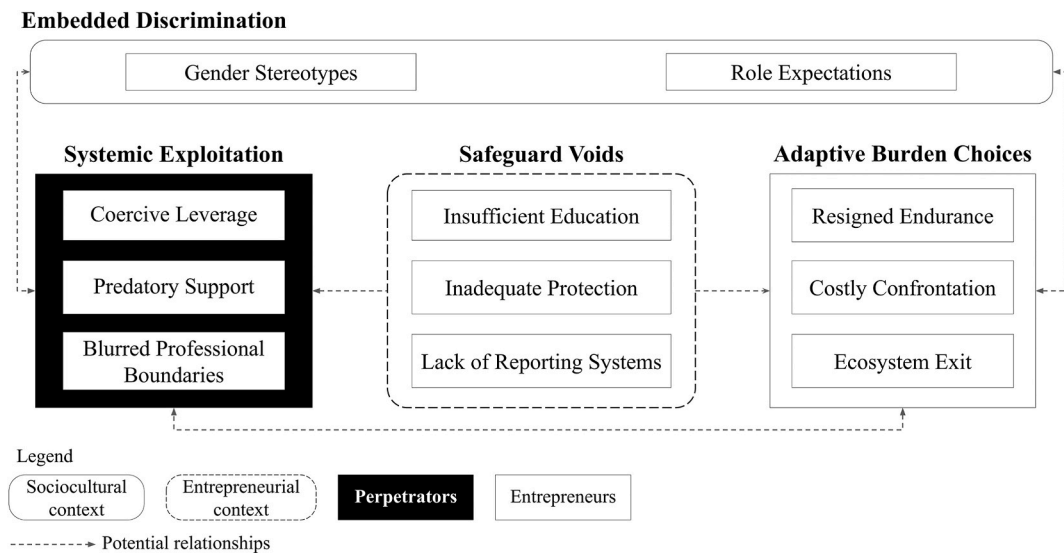 Embedded Discrimination
Gender Stereotypes
Role Expectations
Systemic Exploitation
Coercive Leverage
Predatory Support
Blurred Professional
Boundaries
Safeguard Voids
Insufficient Education
Inadequate Protection
Lack of Reporting Systems
Adaptive Burden Choices
Resigned Endurance
Costly Confrontation
Ecosystem Exit
Legend
Sociocultural
context
Entrepreneurial
context
Perpetrators
Entrepreneurs
Potential relationships